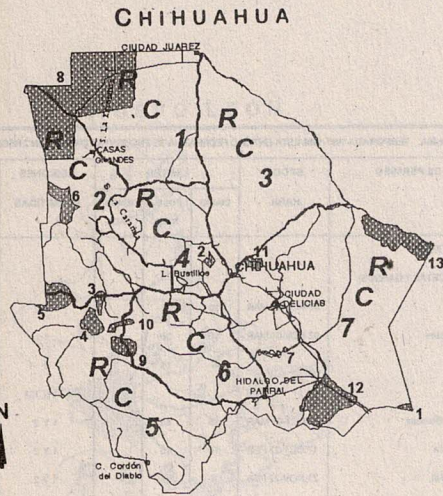 CHIHUAHUA
CIUDAD JUAREZ
8
R
C
R
1
R
C
3
CASAS
GRANDES
C
2
6
R
C
4
2
L. Bustillos
11
CHIHUAHUA
R
C
7
13
CIUDAD
DELICIAS
5
3
4
10
9
R
C
6
7
HIDALGO DEL
PARRAL
12
1
R
C
5
C. Cordón
del Diablo
N